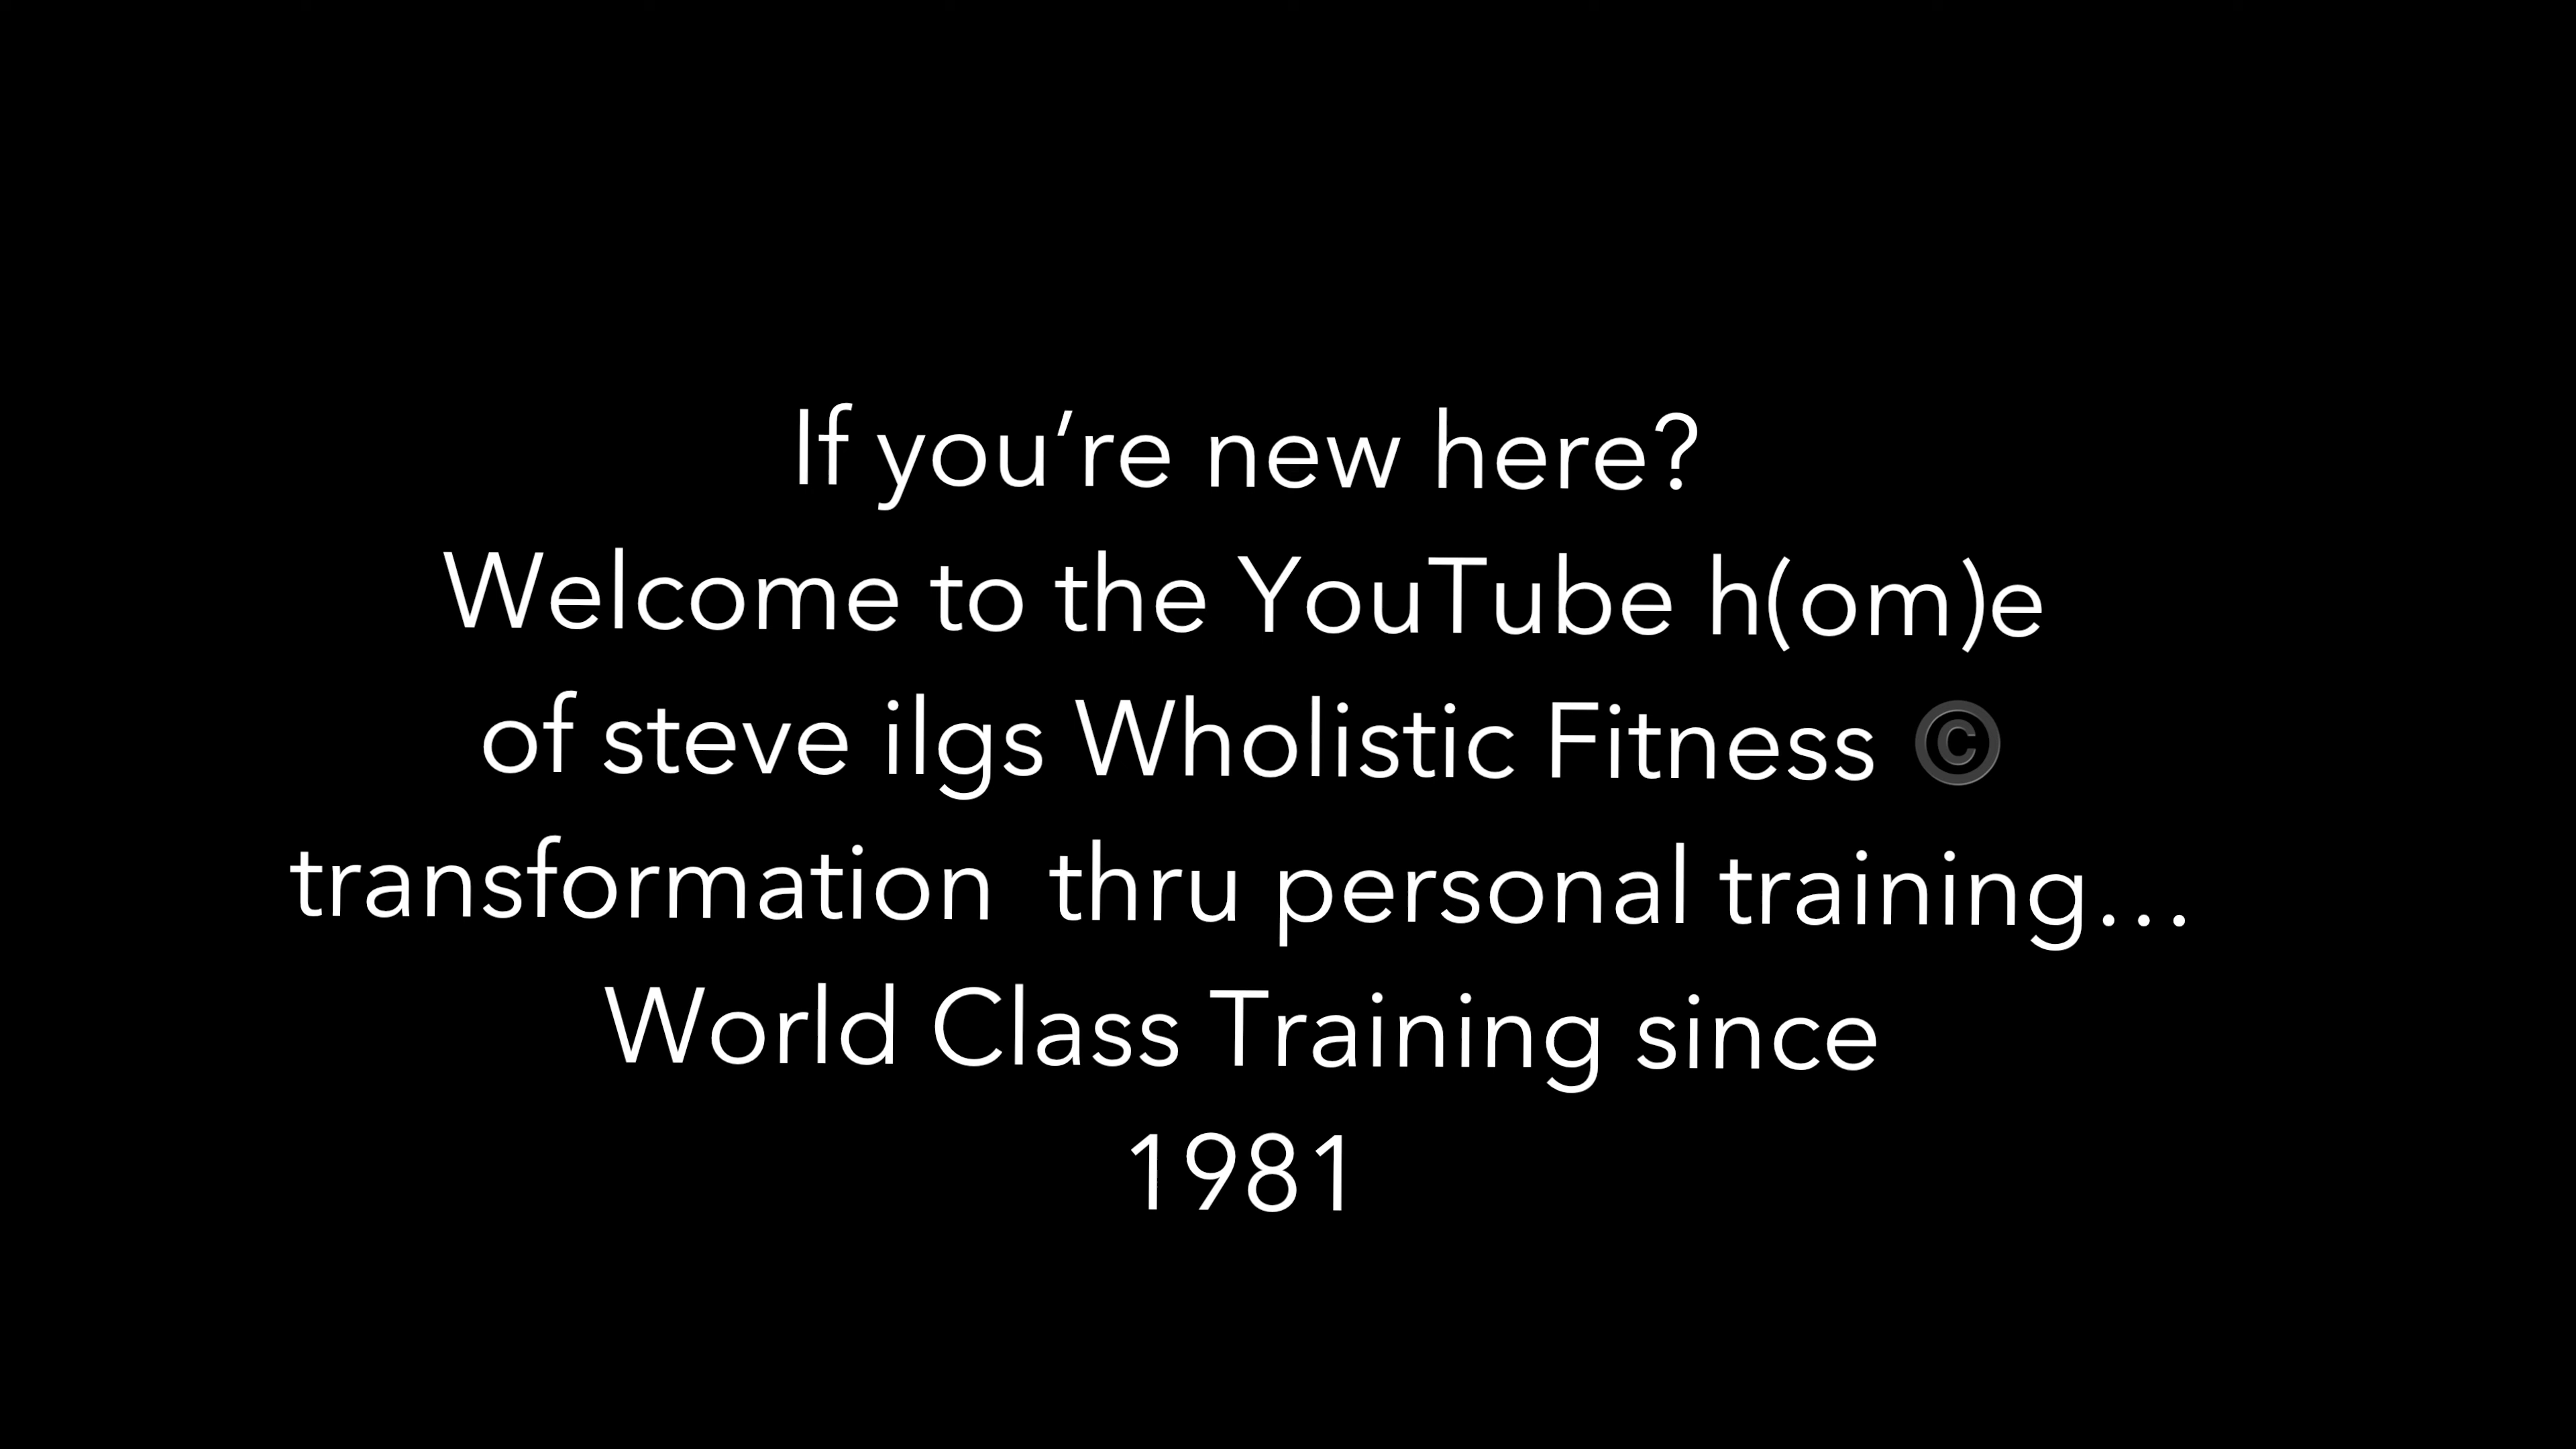 If you’re new here?
Welcome to the YouTube h(om)e
of steve ilgs Wholistic Fitness ©
transformation  thru personal training...
World Class Training since
1981